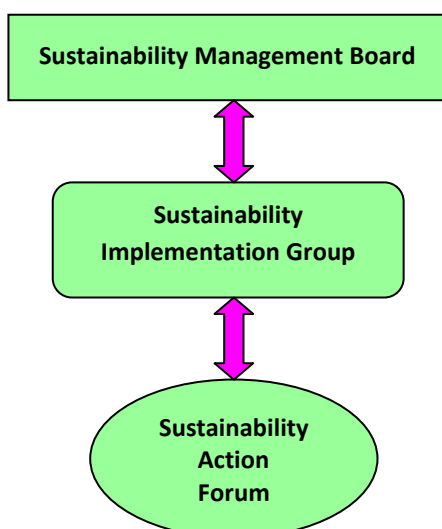 Sustainability Management Board
Sustainability
Implementation Group
Sustainability
Action
Forum